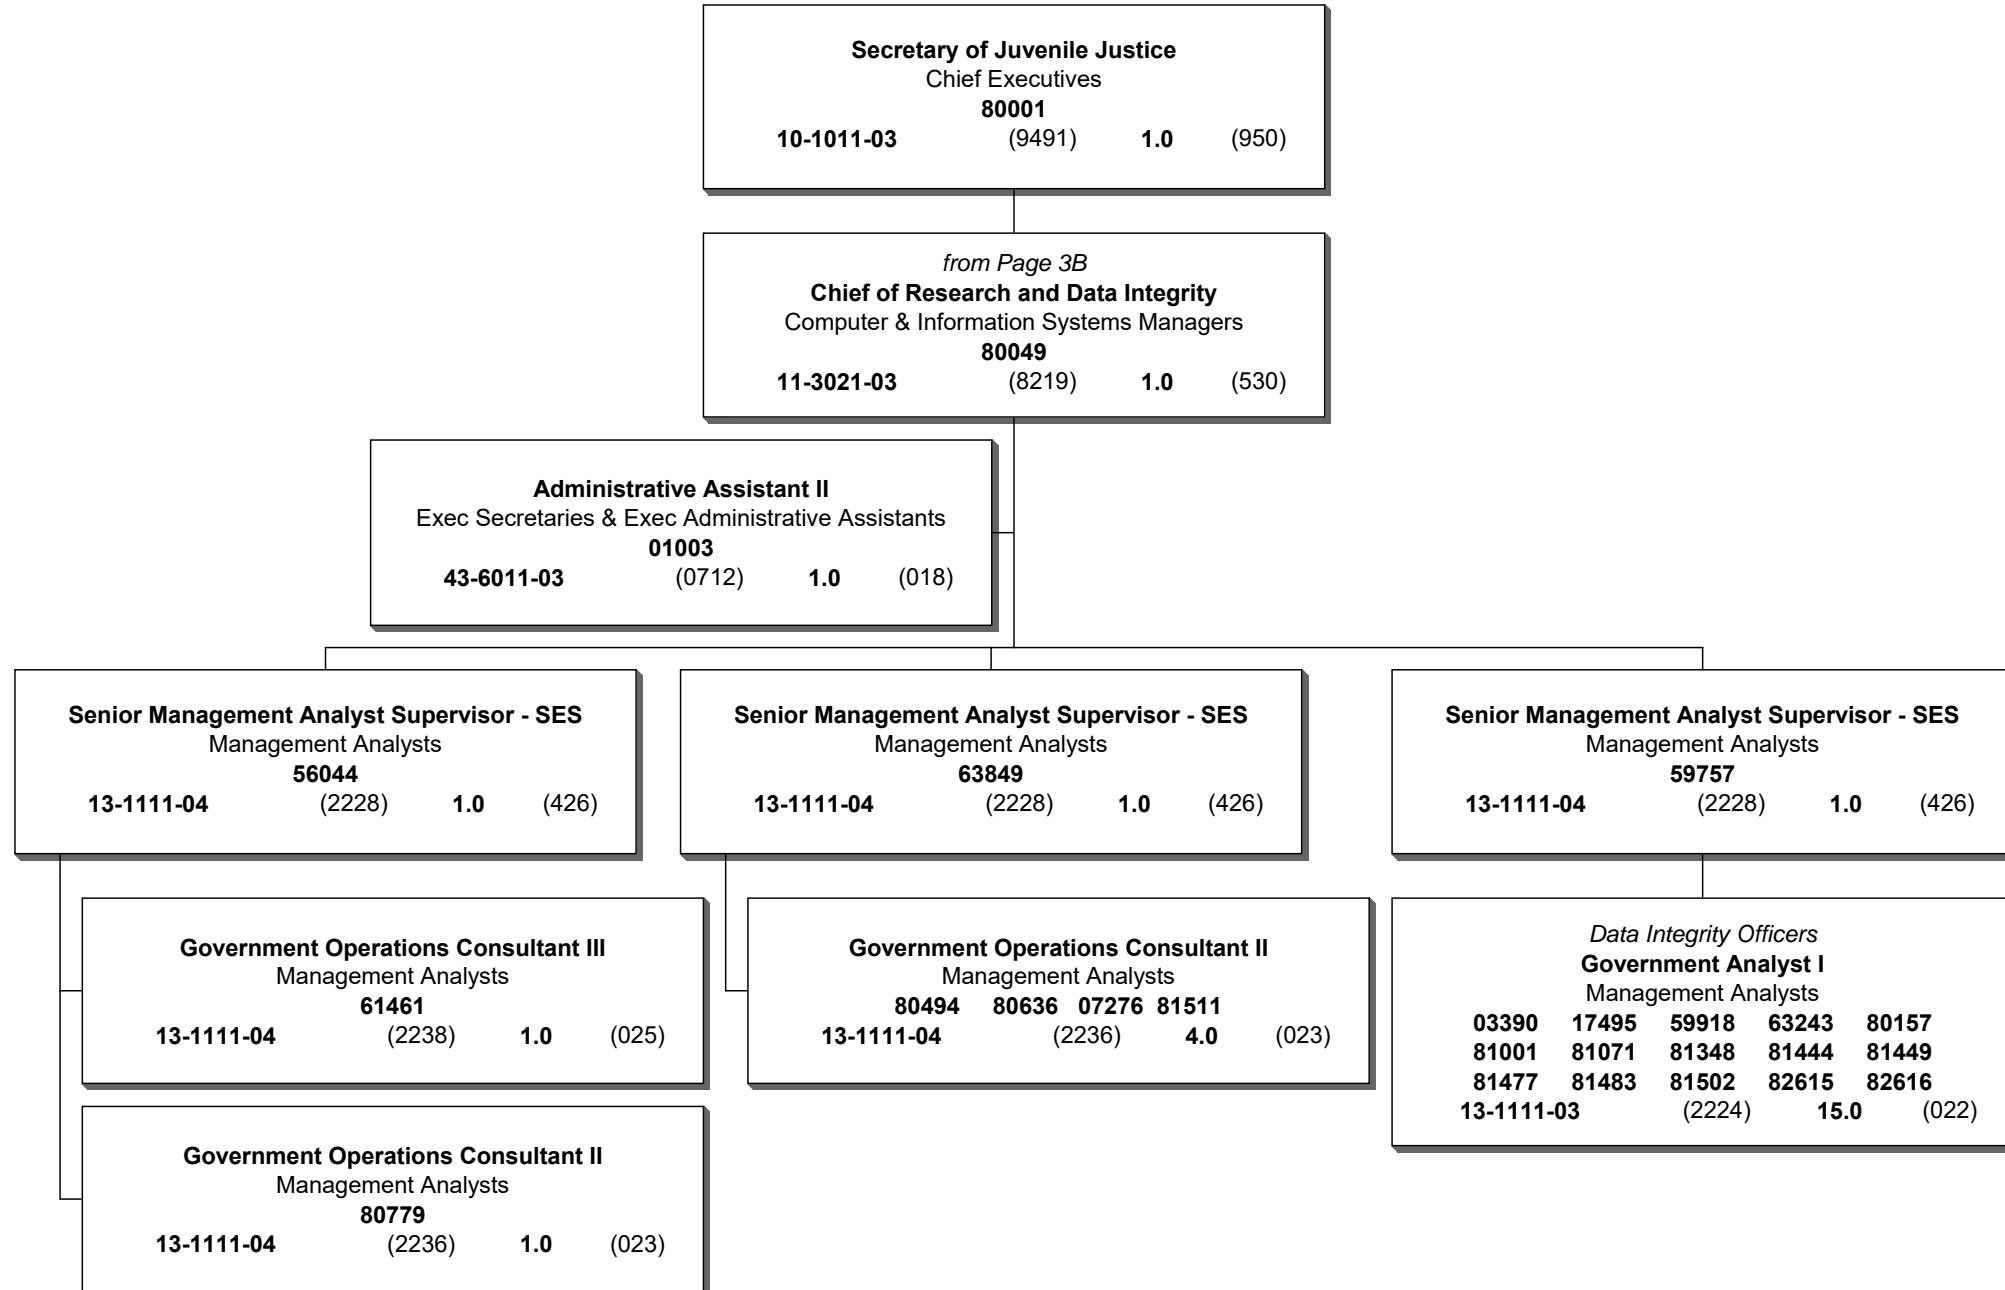 Secretary of Juvenile Justice
Chief Executives
80001
10-1011-03 (9491) 1.0 (950)
from Page 3B
Chief of Research and Data Integrity
Computer & Information Systems Managers
80049
11-3021-03 (8219) 1.0 (530)
Administrative Assistant II
Exec Secretaries & Exec Administrative Assistants
01003
43-6011-03 (0712) 1.0 (018)
Senior Management Analyst Supervisor - SES
Management Analysts
56044
13-1111-04 (2228) 1.0 (426)
Senior Management Analyst Supervisor - SES
Management Analysts
63849
13-1111-04 (2228) 1.0 (426)
Senior Management Analyst Supervisor - SES
Management Analysts
59757
13-1111-04 (2228) 1.0 (426)
Government Operations Consultant III
Management Analysts
61461
13-1111-04 (2238) 1.0 (025)
Government Operations Consultant II
Management Analysts
80494 80636 07276 81511
13-1111-04 (2236) 4.0 (023)
Data Integrity Officers
Government Analyst I
Management Analysts
03390 17495 59918 63243 80157
81001 81071 81348 81444 81449
81477 81483 81502 82615 82616
13-1111-03 (2224) 15.0 (022)
Government Operations Consultant II
Management Analysts
80779
13-1111-04 (2236) 1.0 (023)